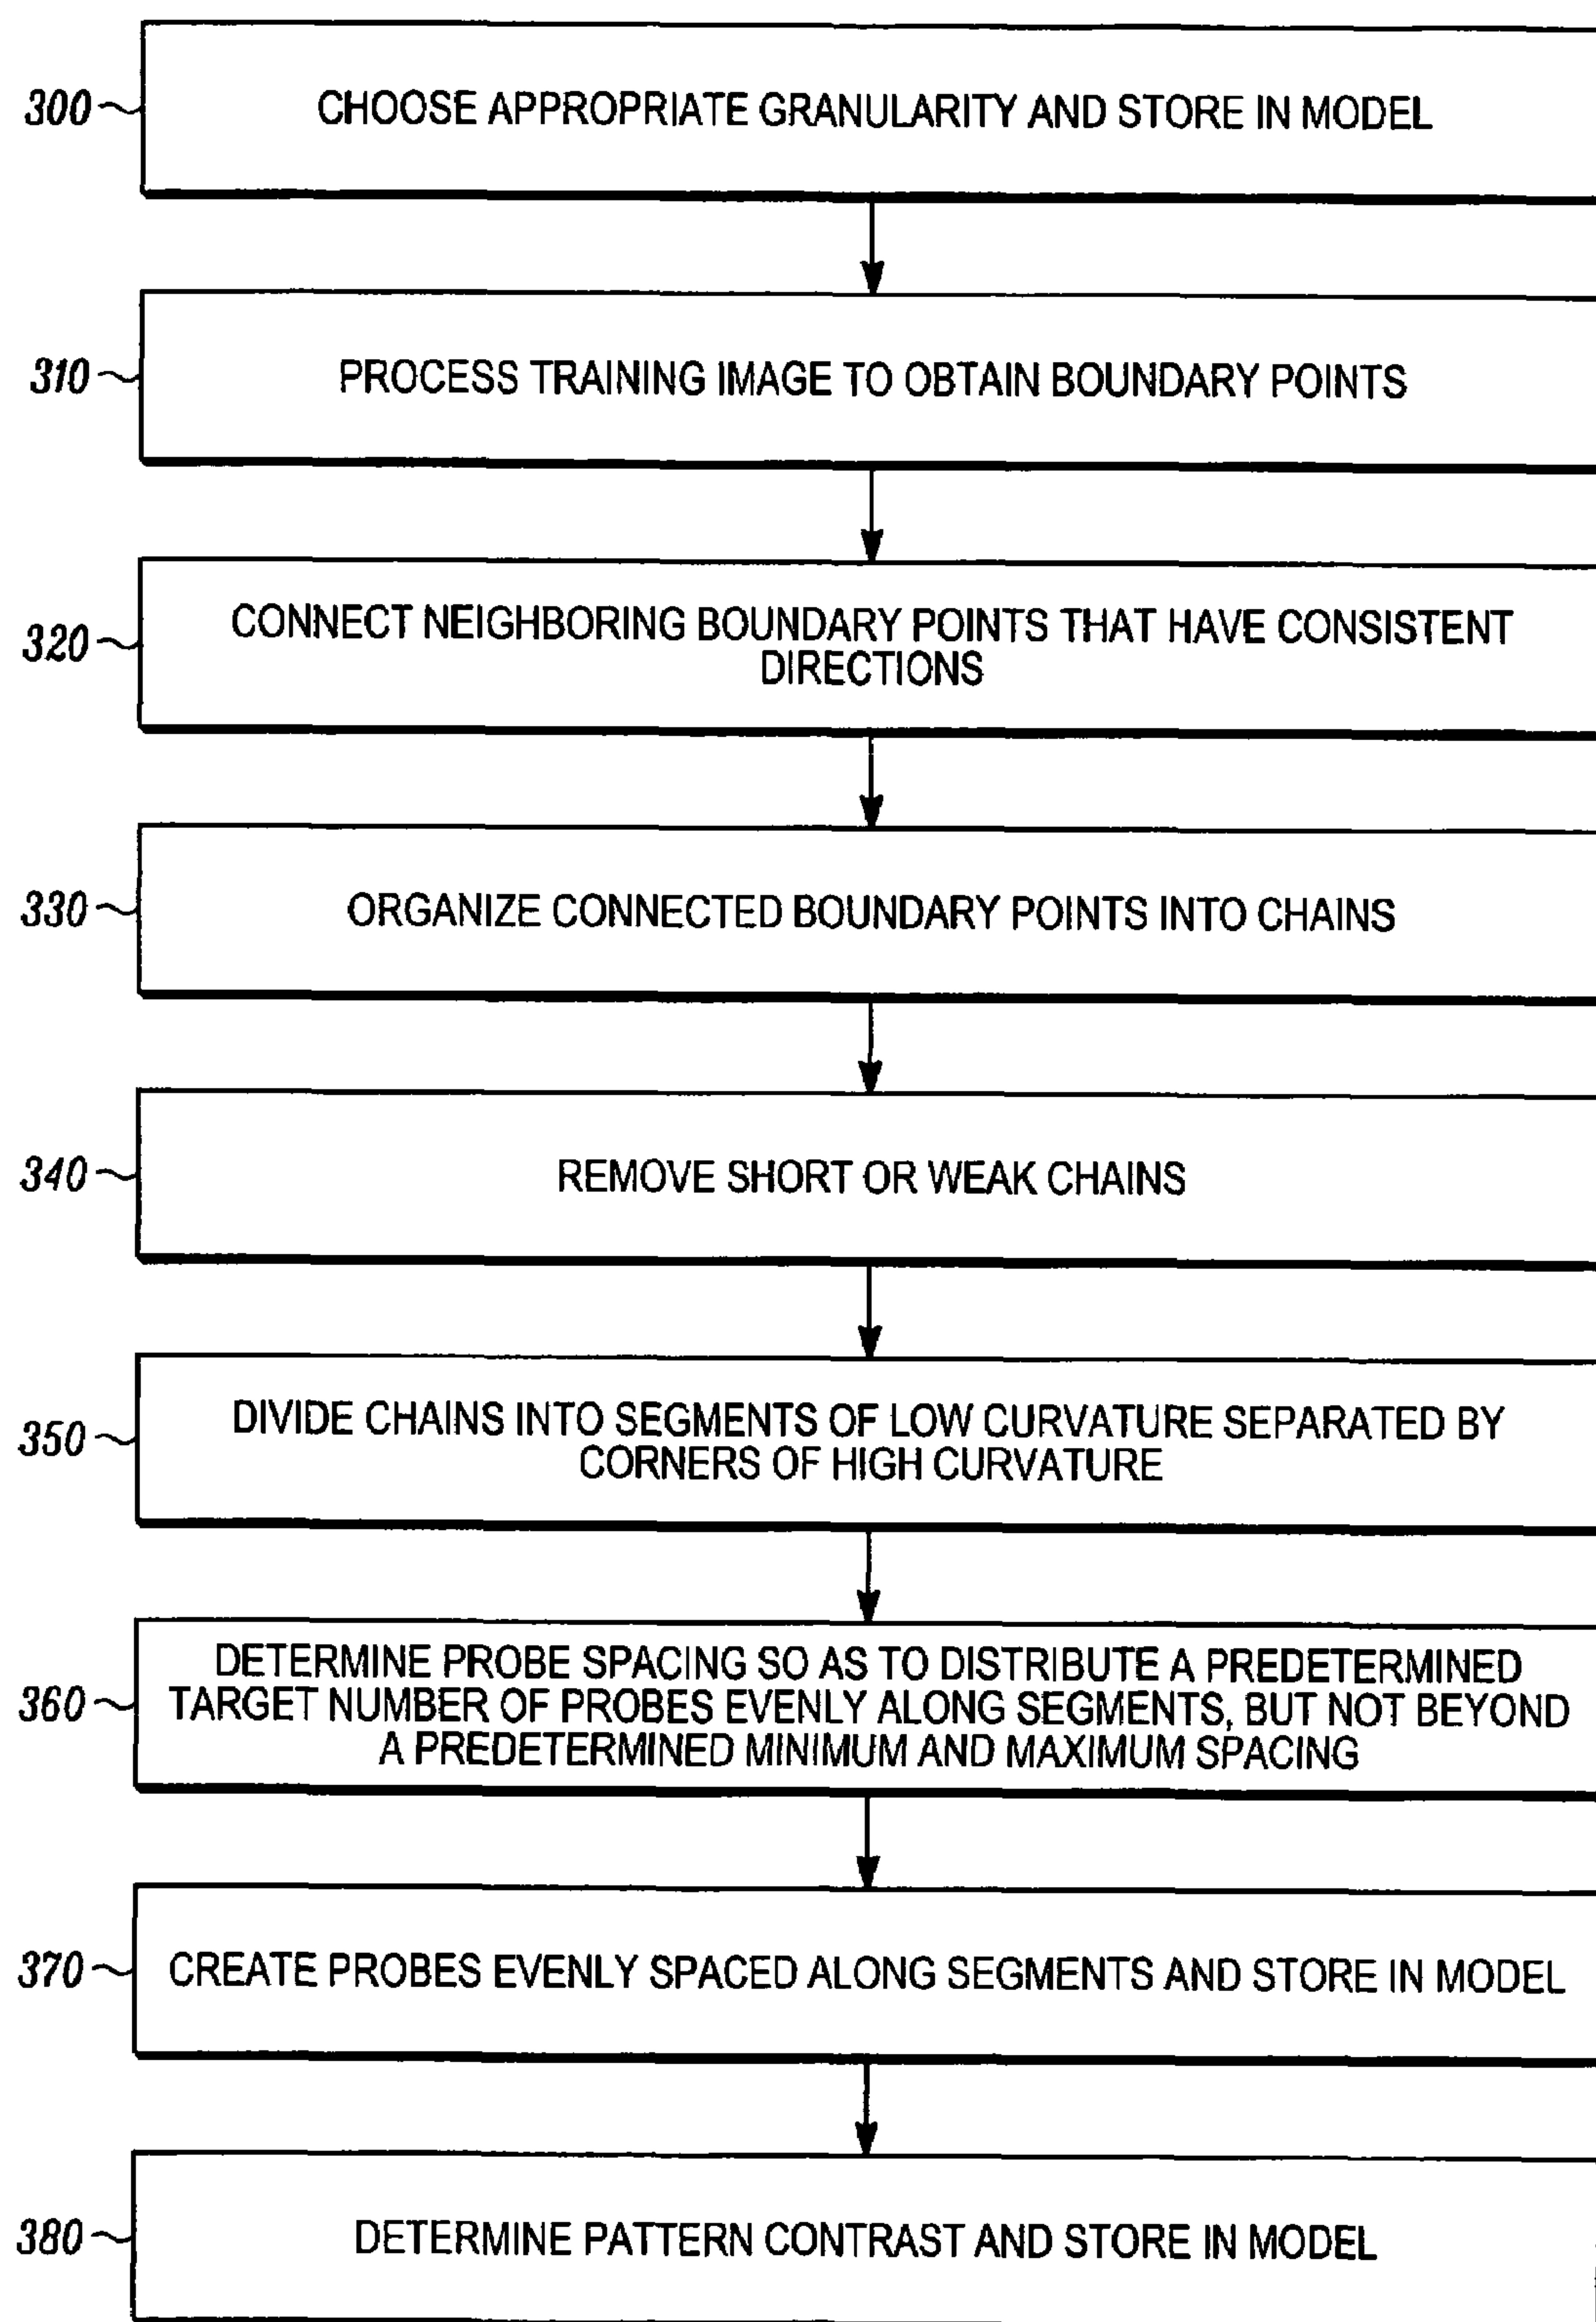 300
CHOOSE APPROPRIATE GRANULARITY AND STORE IN MODEL
310
PROCESS TRAINING IMAGE TO OBTAIN BOUNDARY POINTS
320
CONNECT NEIGHBORING BOUNDARY POINTS THAT HAVE CONSISTENT
DIRECTIONS
330
ORGANIZE CONNECTED BOUNDARY POINTS INTO CHAINS
340
REMOVE SHORT OR WEAK CHAINS
350
DIVIDE CHAINS INTO SEGMENTS OF LOW CURVATURE SEPARATED BY
CORNERS OF HIGH CURVATURE
360
DETERMINE PROBE SPACING SO AS TO DISTRIBUTE A PREDETERMINED
TARGET NUMBER OF PROBES EVENLY ALONG SEGMENTS, BUT NOT BEYOND
A PREDETERMINED MINIMUM AND MAXIMUM SPACING
370
CREATE PROBES EVENLY SPACED ALONG SEGMENTS AND STORE IN MODEL
380
DETERMINE PATTERN CONTRAST AND STORE IN MODEL